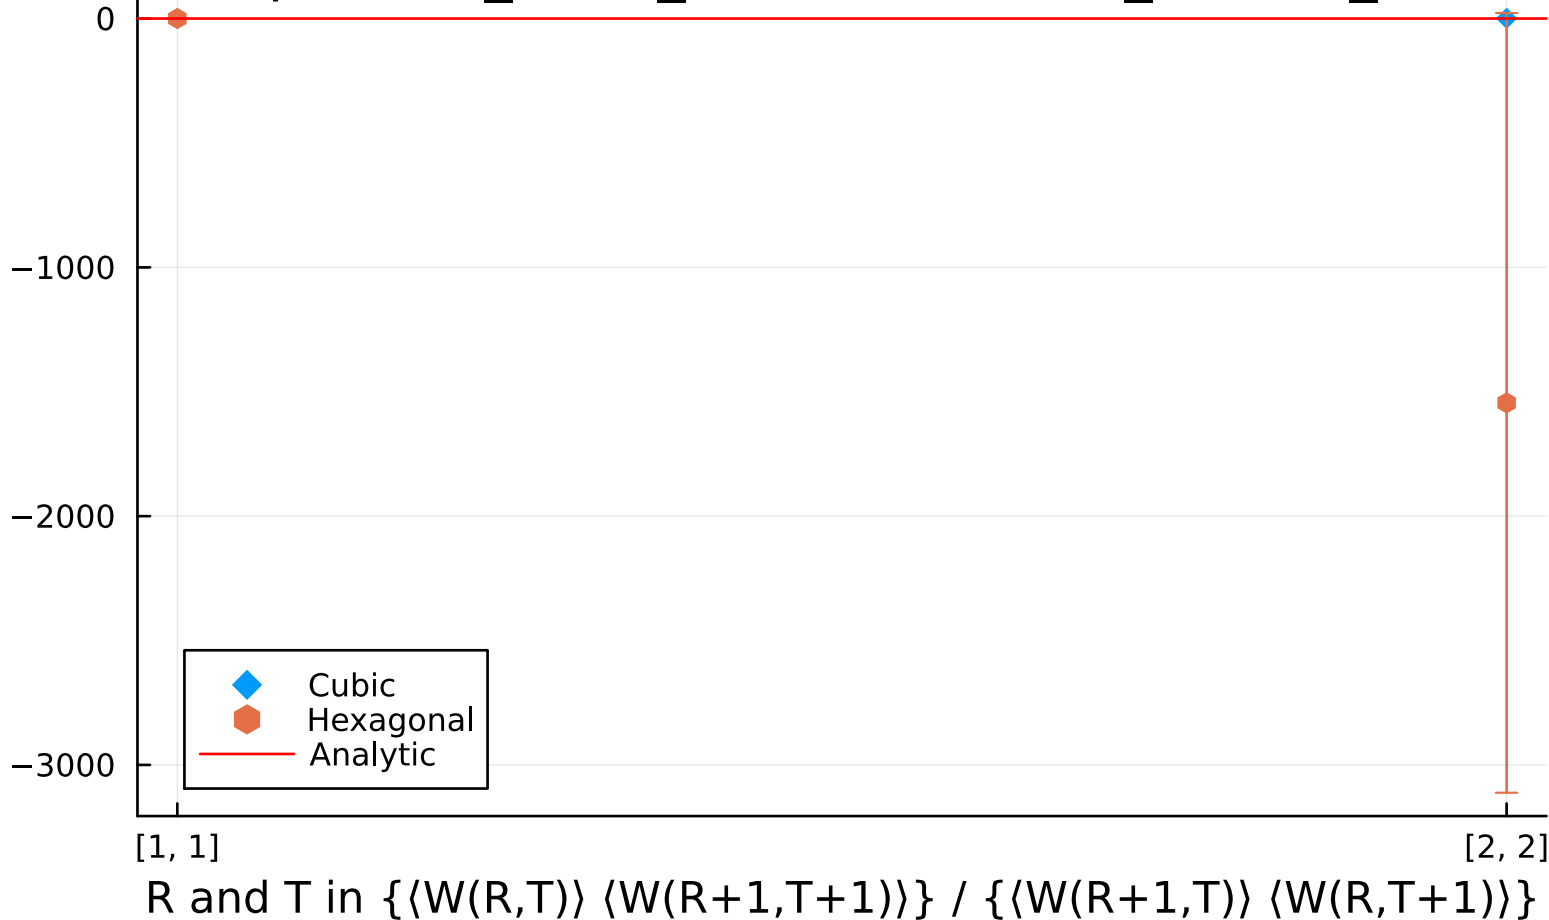 0
−1000
−2000
−3000
Cubic
Hexagonal
Analytic
[1, 1]
[2, 2]
R and T in {⟨W(R,T)⟩ ⟨W(R+1,T+1)⟩} / {⟨W(R+1,T)⟩ ⟨W(R,T+1)⟩}